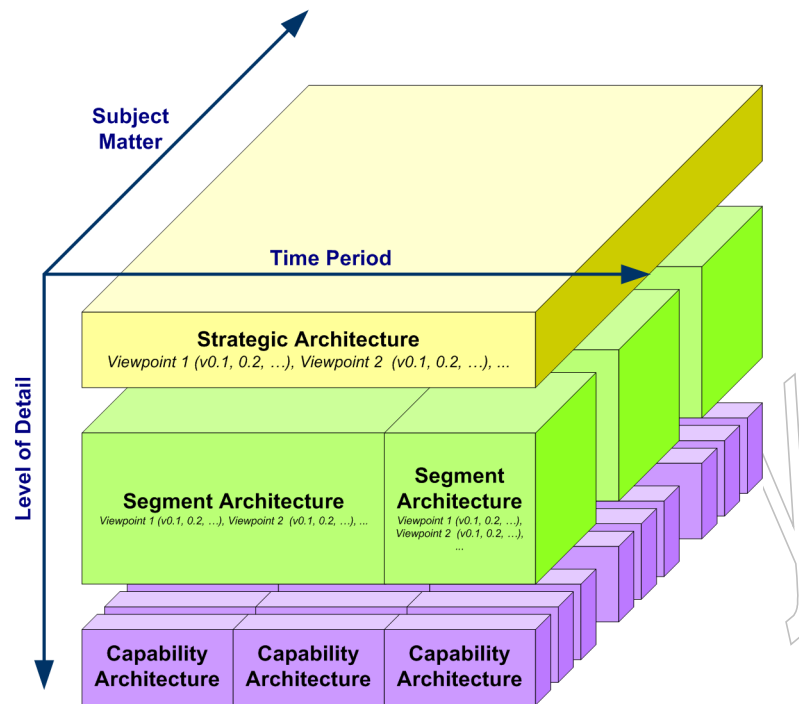 Subject
Matter
Time Period
Level of Detail
Strategic Architecture
Viewpoint 1 (v0.1, 0.2, …), Viewpoint 2  (v0.1, 0.2, …), ...
Segment Architecture
Viewpoint 1 (v0.1, 0.2, …), Viewpoint 2  (v0.1, 0.2, …), ...
Segment
Architecture
Viewpoint 1 (v0.1, 0.2, …),
Viewpoint 2  (v0.1, 0.2, …),
...
Capability
Architecture
Capability
Architecture
Capability
Architecture